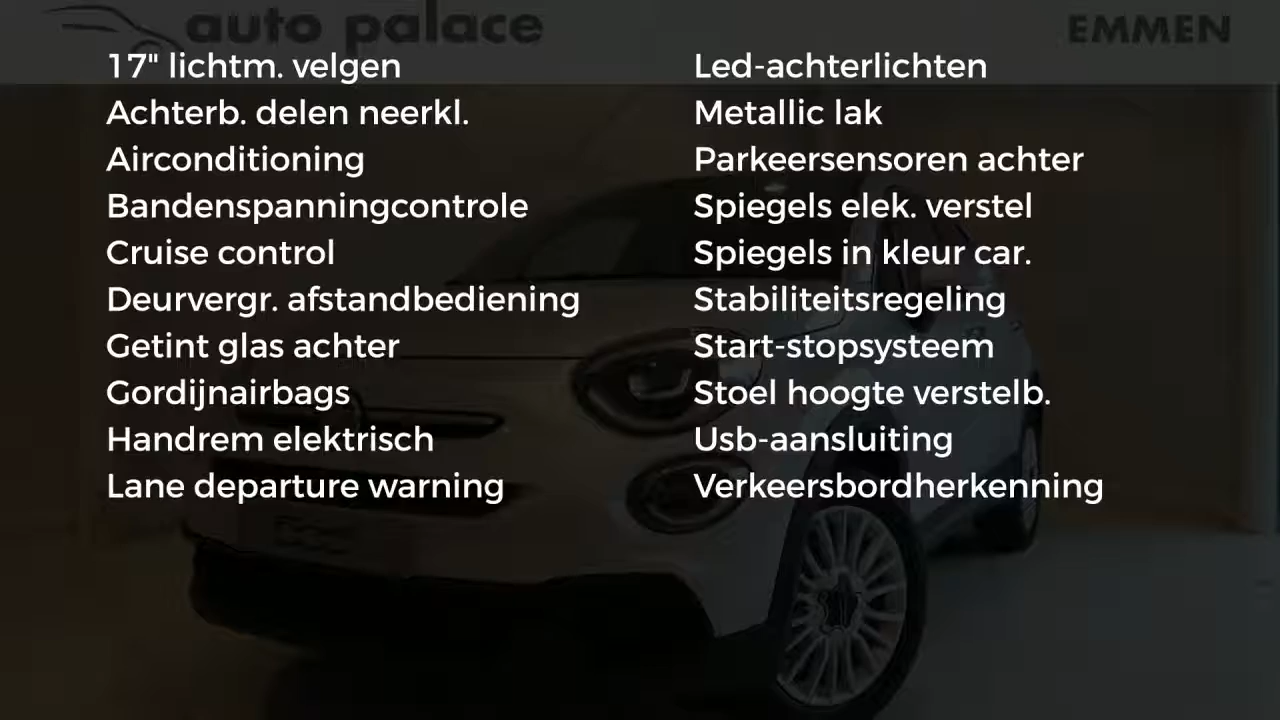 auto palace
EMMEN
17" lichtm. velgen
Achterb. delen neerkl.
Airconditioning
Bandenspanningcontrole
Cruise control
Deurvergr. afstandbediening
Getint glas achter
Gordijnairbags
Handrem elektrisch
Lane departure warning
Led-achterlichten
Metallic lak
Parkeersensoren achter
Spiegels elek. verstel
Spiegels in kleur car.
Stabiliteitsregeling
Start-stopsysteem
Stoel hoogte verstelb.
Usb-aansluiting
Verkeersbordherkenning